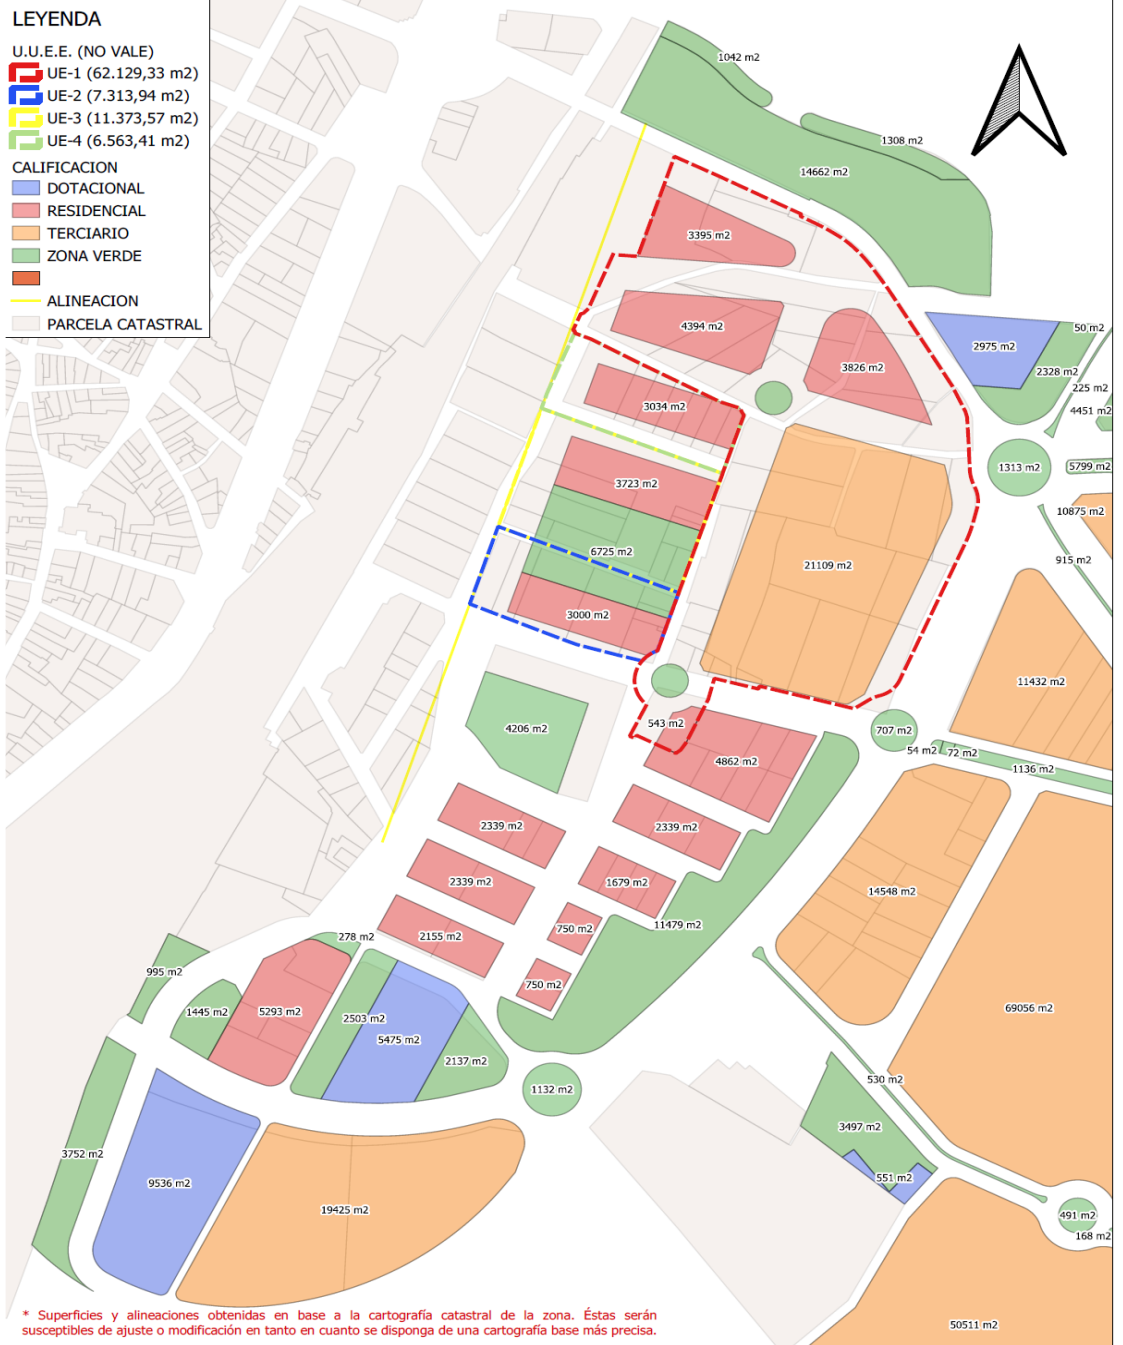 LEYENDA
U.U.E.E. (NO VALE)
UE-1 (62.129,33 m2)
UE-2 (7.313,94 m2)
UE-3 (11.373,57 m2)
UE-4 (6.563,41 m2)
CALIFICACION
DOTACIONAL
RESIDENCIAL
TERCIARIO
ZONA VERDE
ALINEACION
PARCELA CATASTRAL
1042 m2
1308 m2
14662 m2
3395 m2
4394 m2
50 m2
2975 m2
3826 m2
2328 m2
225 m2
3034 m2
4451 m2
1313 m2
5799 m2
3723 m2
10875 m2
6725 m2
915 m2
21109 m2
3000 m2
11432 m2
543 m2
4206 m2
707 m2
54 m2
72 m2
4862 m2
1136 m2
2339 m2
2339 m2
2339 m2
1679 m2
14548 m2
750 m2
11479 m2
2155 m2
278 m2
995 m2
750 m2
1445 m2
5293 m2
2503 m2
69056 m2
5475 m2
2137 m2
1132 m2
530 m2
3497 m2
3752 m2
9536 m2
551 m2
19425 m2
491 m2
168 m2
50511 m2
* Superficies y alineaciones obtenidas en base a la cartografía catastral de la zona. Éstas serán
susceptibles de ajuste o modificación en tanto en cuanto se disponga de una cartografía base más precisa.